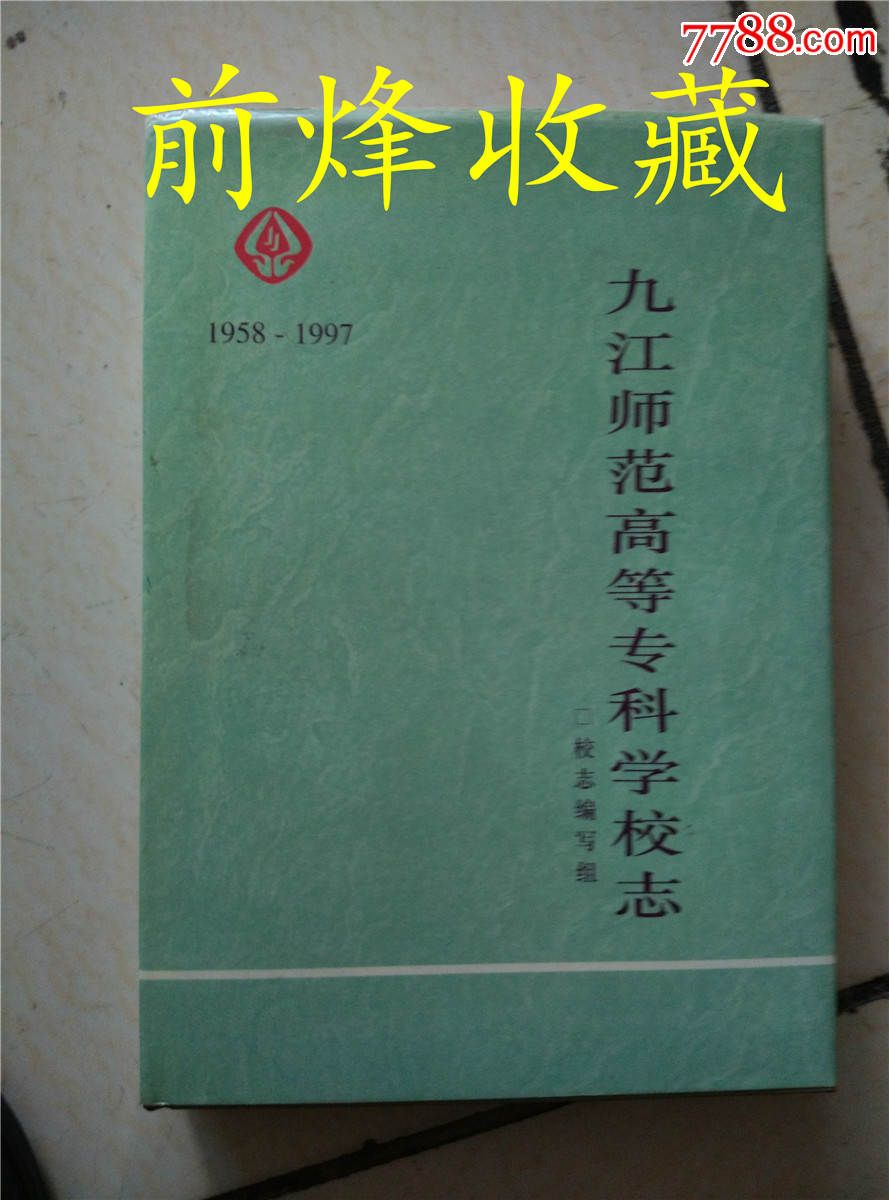 7788.com
前烽收藏
JJ
1958 - 1997
九江师范高等专科学校志
□校志编写组